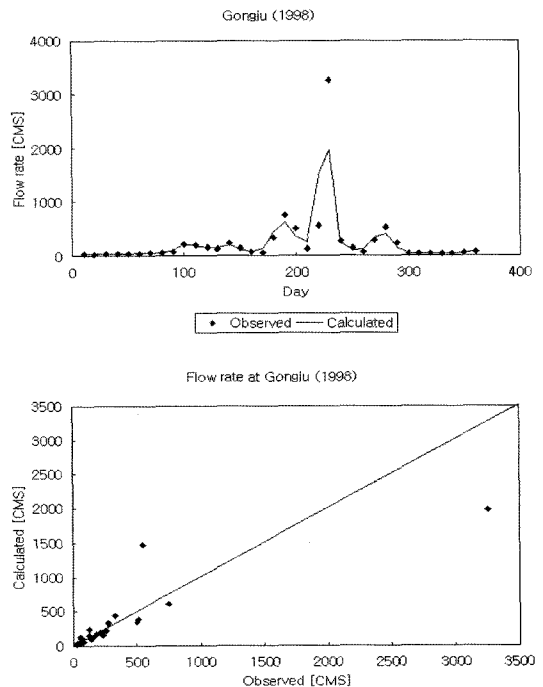 Gongju (1998)
4000
3000
2000
1000
0
Flow rate [CMS]
0 100 200 300 400
Day
Observed Calculated
Flow rate at Gongju (1998)
3500
3000
2500
2000
1500
1000
500
0
Calculated [CMS]
0 500 1000 1500 2000 2500 3000 3500
Observed [CMS]